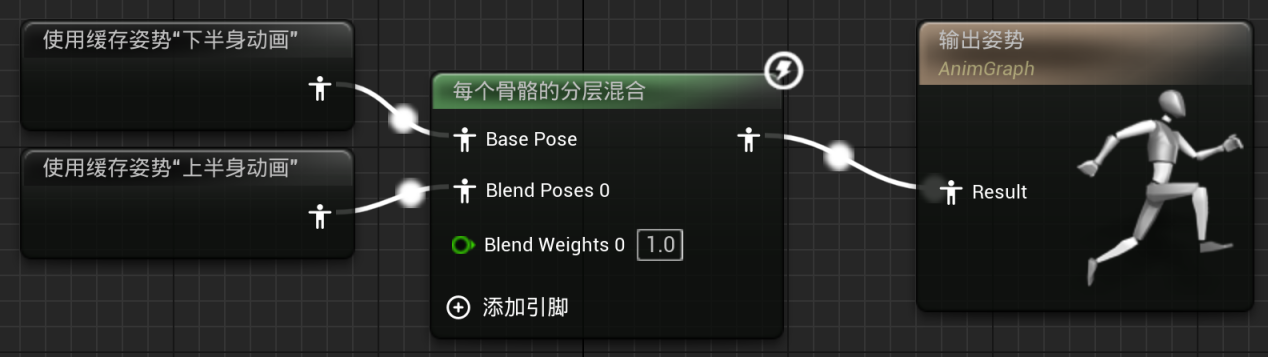 使用缓存姿势“下半身动画”
使用缓存姿势“上半身动画”
每个骨骼的分层混合
Base Pose
Blend Poses 0
Blend Weights 0 1.0
添加引脚
输出姿势
AnimGraph
Result